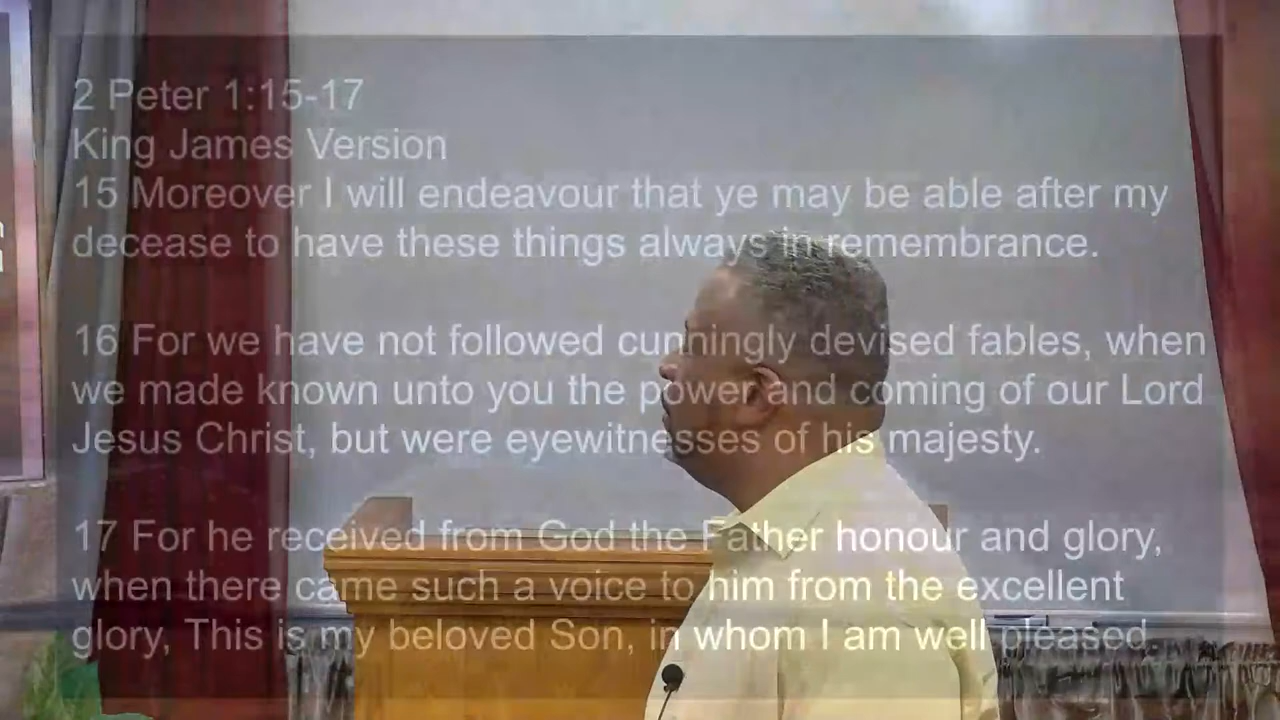 2 Peter 1:15-17
King James Version
15 Moreover I will endeavour that ye may be able after my
decease to have these things always in remembrance.
16 For we have not followed cunningly devised fables, when
we made known unto you the power and coming of our Lord
Jesus Christ, but were eyewitnesses of his majesty.
17 For he received from God the Father honour and glory,
when there came such a voice to him from the excellent
glory, This is my beloved Son, in whom I am well pleased.